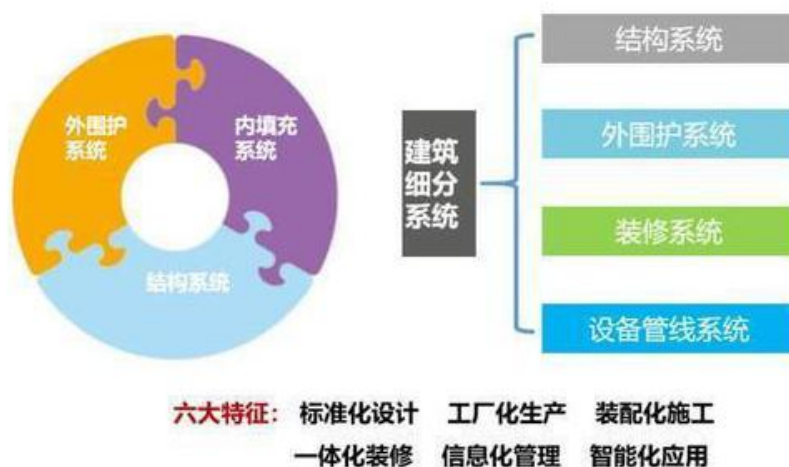 外围护
系统
内填充
系统
结构系统
建筑
细分
系统
结构系统
外围护系统
装修系统
设备管线系统
六大特征： 标准化设计 工厂化生产 装配化施工
一体化装修 信息化管理 智能化应用